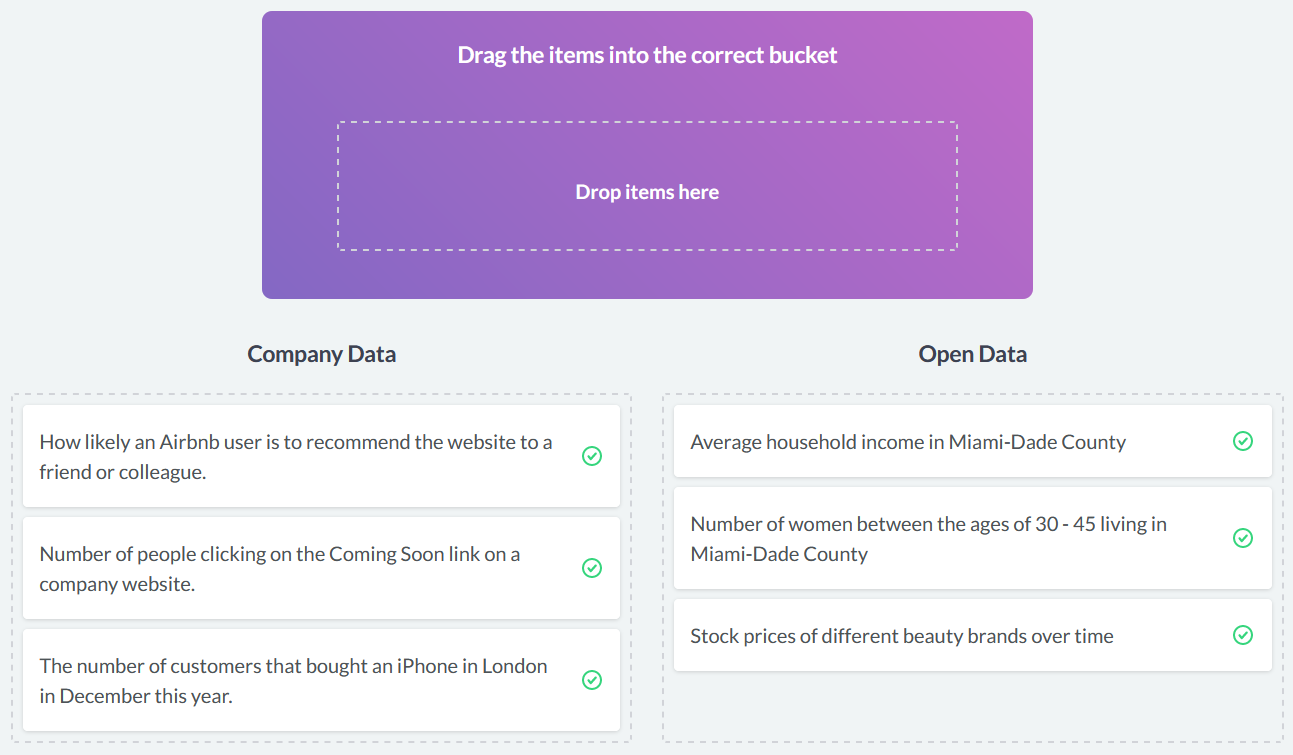 Drag the items into the correct bucket
Drop items here
Company Data
How likely an Airbnb user is to recommend the website to a
friend or colleague.
Number of people clicking on the Coming Soon link on a
company website.
The number of customers that bought an iPhone in London
in December this year.
Open Data
Average household income in Miami-Dade County
Number of women between the ages of 30 - 45 living in
Miami-Dade County
Stock prices of different beauty brands over time